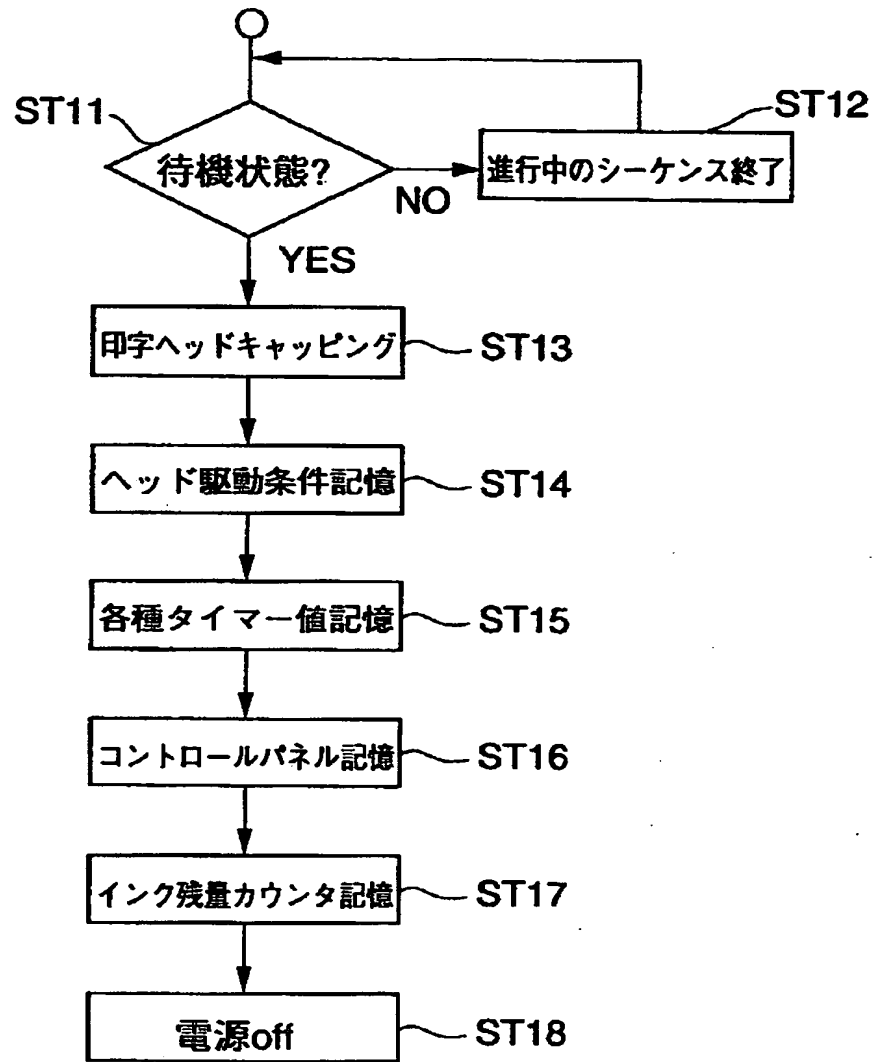 ST11
ST12
待機状態?
進行中のシーケンス終了
NO
YES
印字ヘッドキャッピング
ST13
ヘッド駆動条件記憶
ST14
各種タイマー値記憶
ST15
コントロールパネル記憶
ST16
インク残量カウンタ記憶
ST17
電源off
ST18